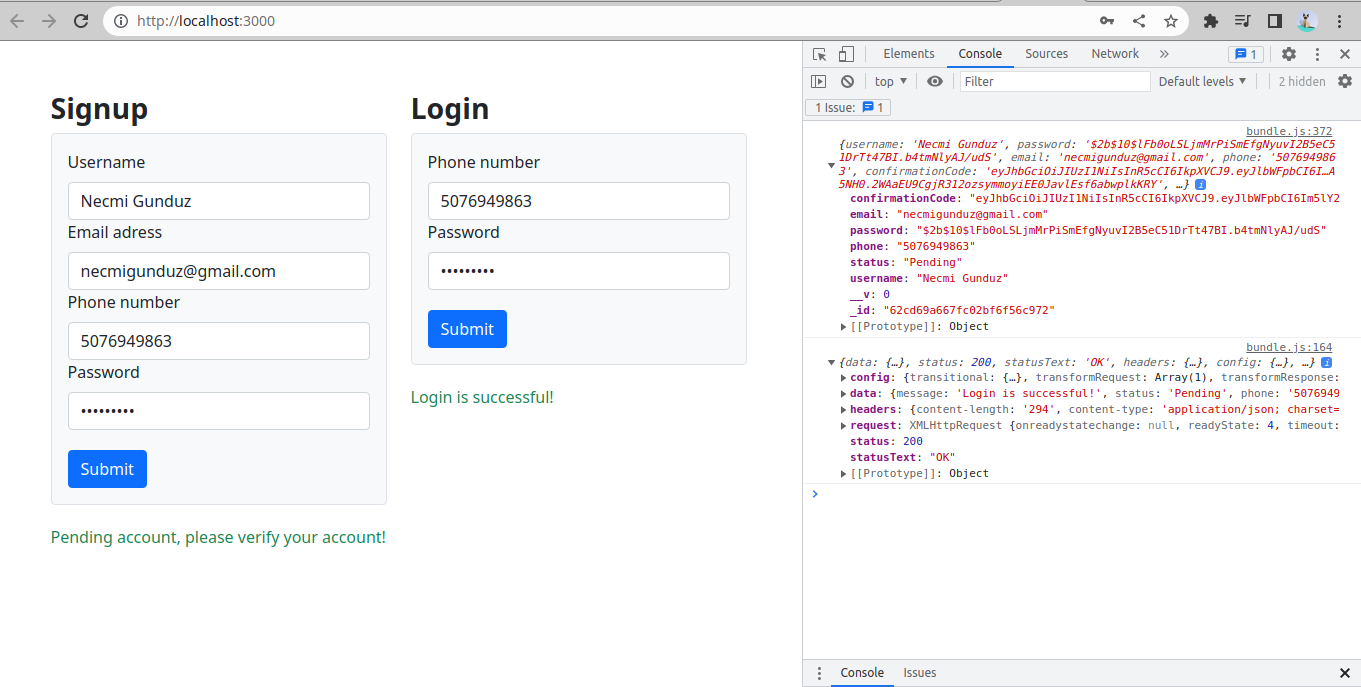 http://localhost:3000
Signup
Username
Necmi Gunduz
Email adress
necmigunduz@gmail.com
Phone number
5076949863
Password
•••••••••
Submit
Pending account, please verify your account!
Login
Phone number
5076949863
Password
•••••••••
Submit
Login is successful!
Elements Console Sources Network » 1
top ▼ Filter Default levels ▼ 2 hidden
1 Issue: 1
bundle.js:372
{username: 'Necmi Gunduz', password: '$2b$10$lFb0oLSLjmMrPiSmEfgNyuvI2B5eC5
1DrTt47BI.b4tmNlyAJ/udS', email: 'necmigunduz@gmail.com', phone: '507694986
3', confirmationCode: 'eyJhbGciOiJIUzI1NiIsInR5cCI6IkpXVCJ9.eyJlbWFpbCI6I…A
5NH0.2WAaEU9CgjR312ozsymmoyiEE0JavlEsf6abwplkKRY', …}
confirmationCode: "eyJhbGciOiJIUzI1NiIsInR5cCI6IkpXVCJ9.eyJlbWFpbCI6Im5lY2
email: "necmigunduz@gmail.com"
password: "$2b$10$lFb0oLSLjmMrPiSmEfgNyuvI2B5eC51DrTt47BI.b4tmNlyAJ/udS"
phone: "5076949863"
status: "Pending"
username: "Necmi Gunduz"
__v: 0
_id: "62cd69a667fc02bf6f56c972"
[[Prototype]]: Object
bundle.js:164
{data: {…}, status: 200, statusText: 'OK', headers: {…}, config: {…}, …}
config: {transitional: {…}, transformRequest: Array(1), transformResponse:
data: {message: 'Login is successful!', status: 'Pending', phone: '5076949
headers: {content-length: '294', content-type: 'application/json; charset=
request: XMLHttpRequest {onreadystatechange: null, readyState: 4, timeout:
status: 200
statusText: "OK"
[[Prototype]]: Object
Console Issues